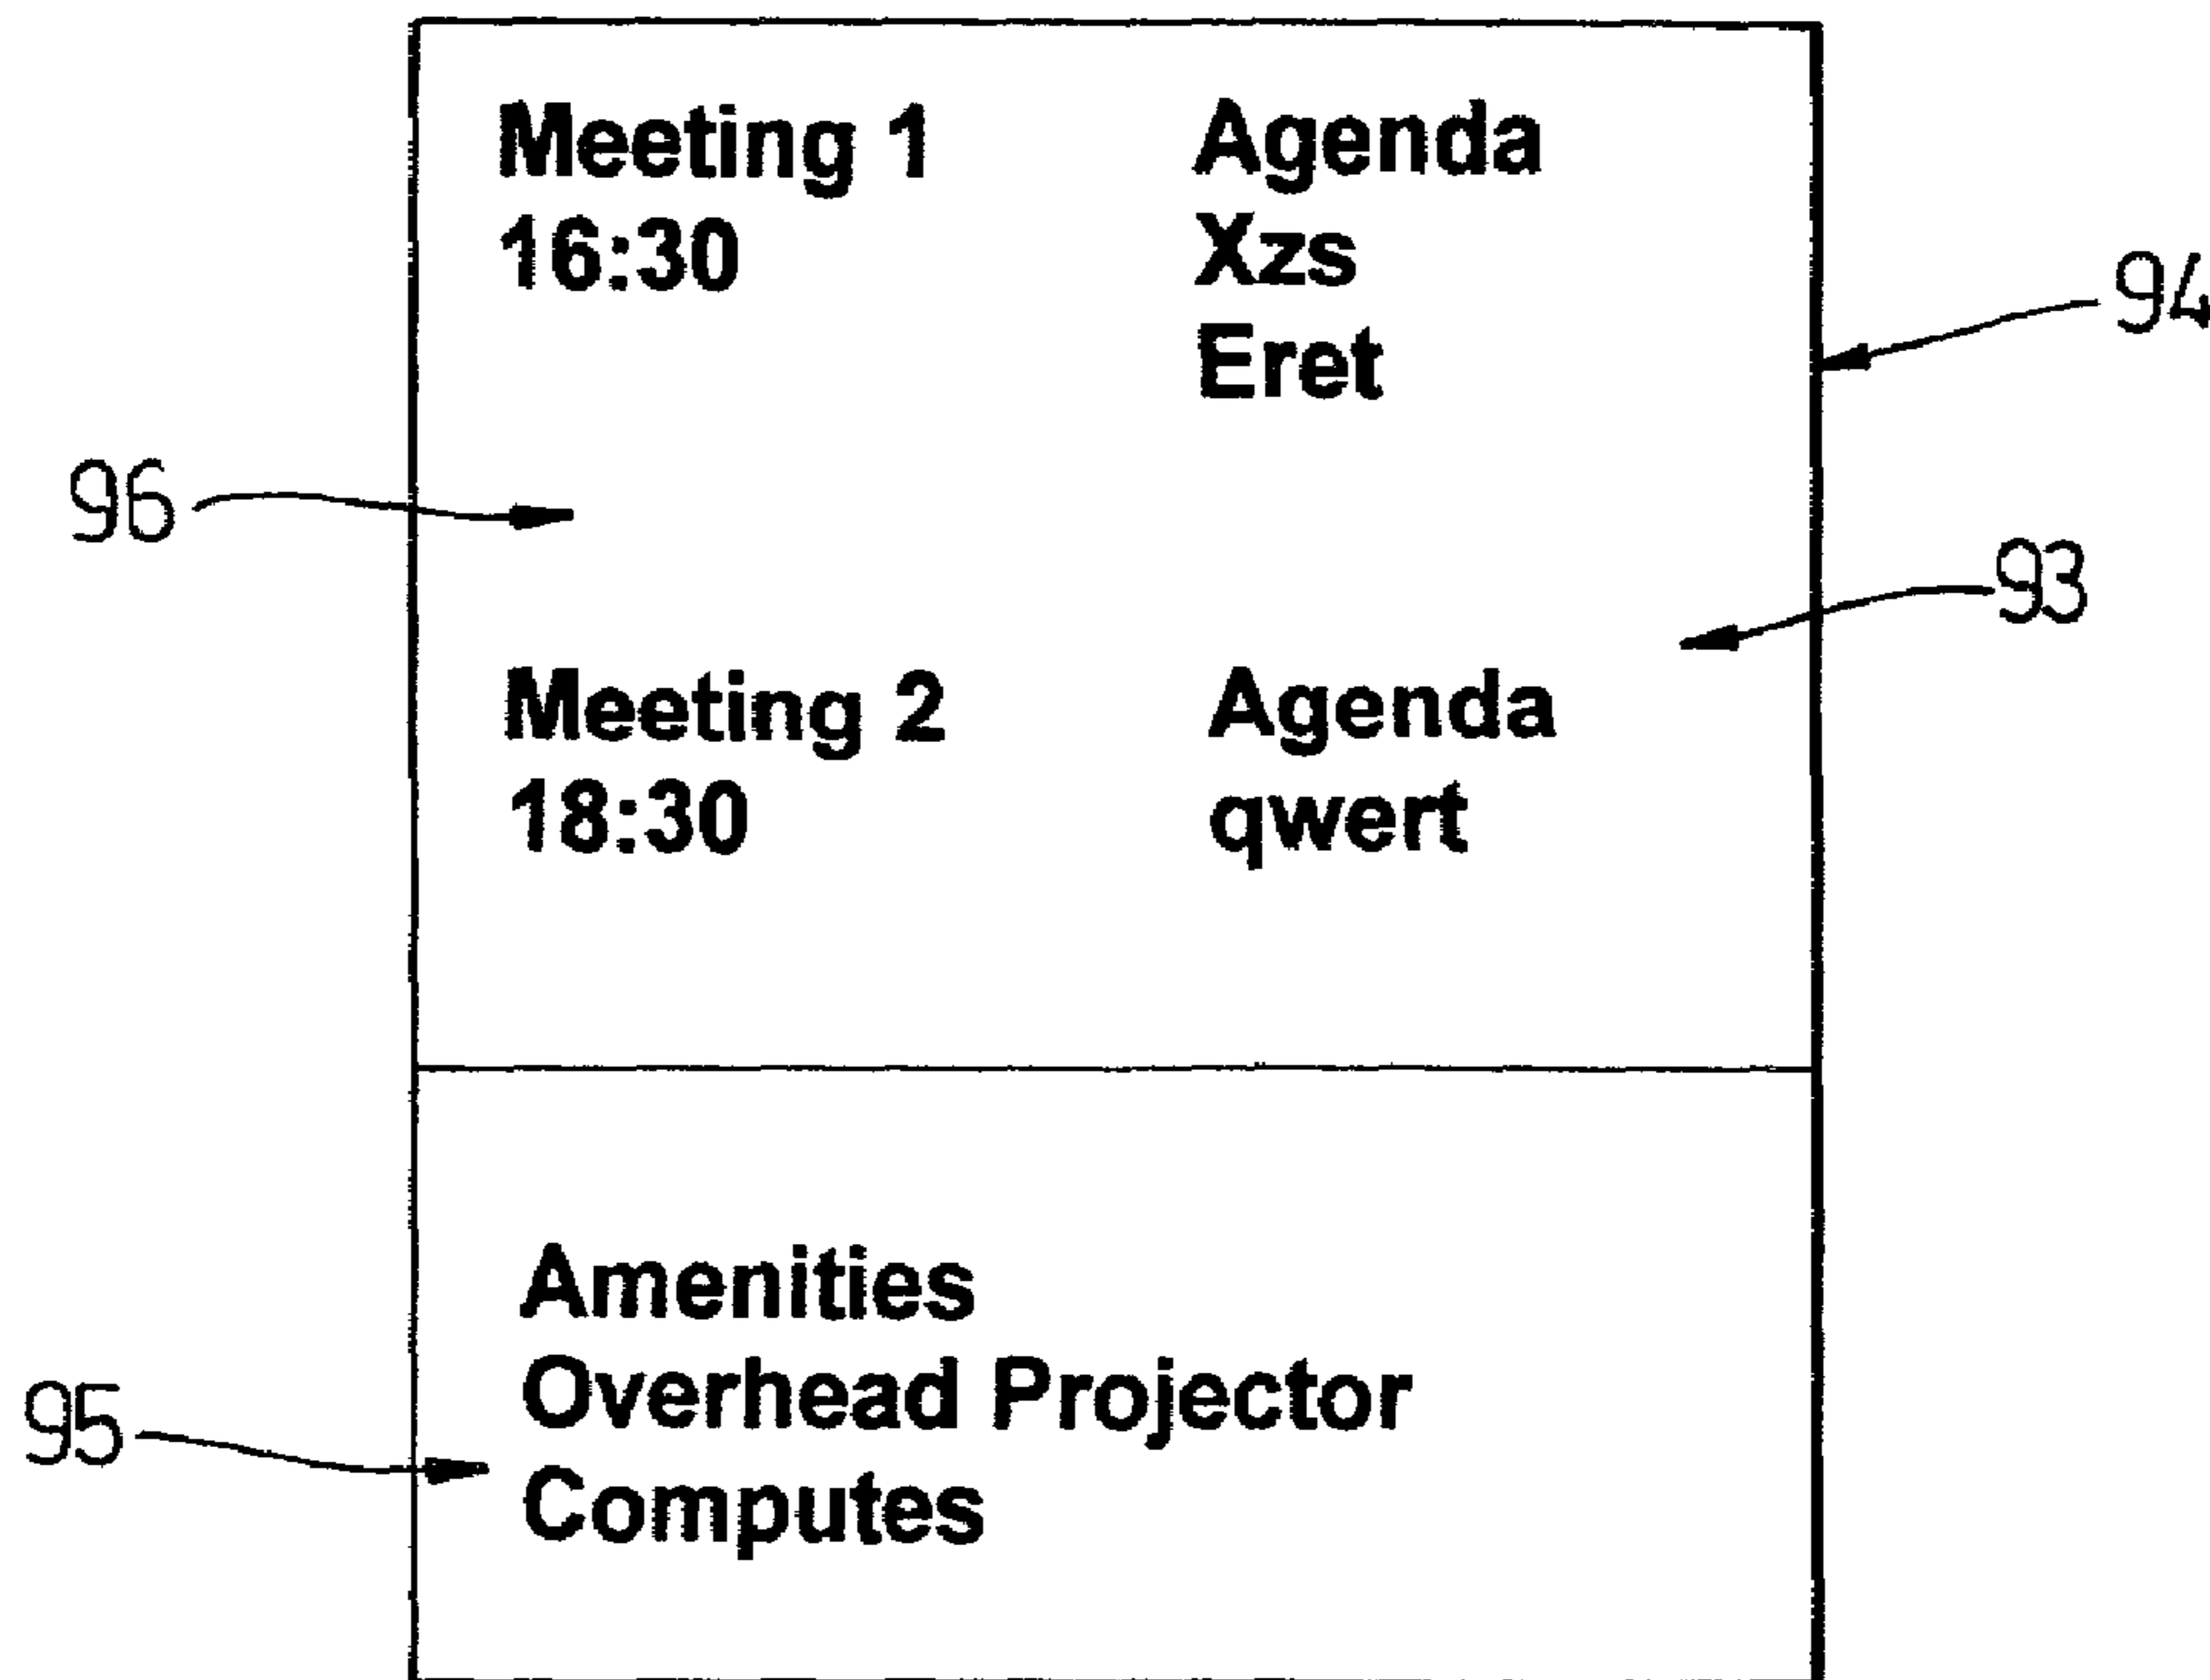 Meeting 1 Agenda
16:30 Xzs
Eret
94
96
93
Meeting 2 Agenda
18:30 qwert
Amenities
Overhead Projector
95
Computes